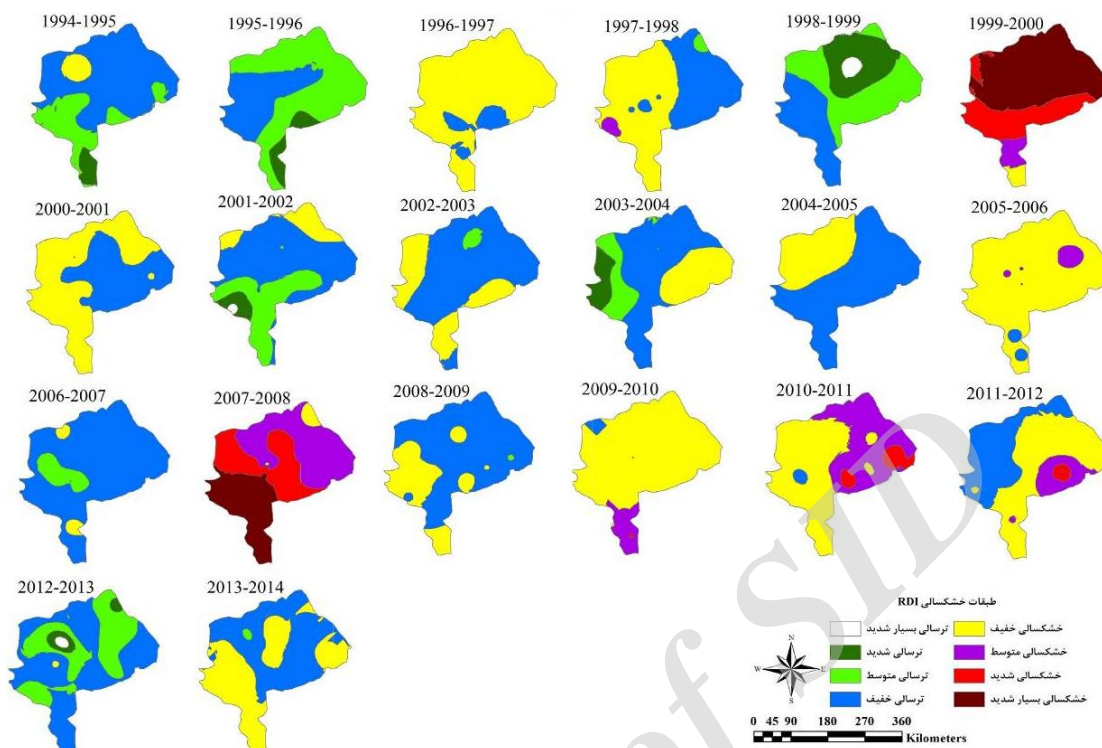 1994-1995 1995-1996 1996-1997 1997-1998 1998-1999 1999-2000
2000-2001 2001-2002 2002-2003 2003-2004 2004-2005 2005-2006
2006-2007 2007-2008 2008-2009 2009-2010 2010-2011 2011-2012
2012-2013 2013-2014
طبقات خشکسالی RDI
ترسالی بسیار شدید خشکسالی خفیف
ترسالی شدید خشکسالی متوسط
ترسالی متوسط خشکسالی شدید
ترسالی خفیف خشکسالی بسیار شدید
N
W E
S
0 45 90 180 270 360
Kilometers
of SID